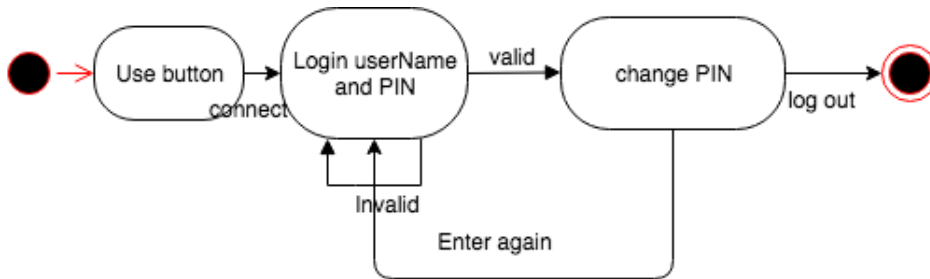 Use button
connect
Login userName
and PIN
valid
change PIN
log out
Invalid
Enter again